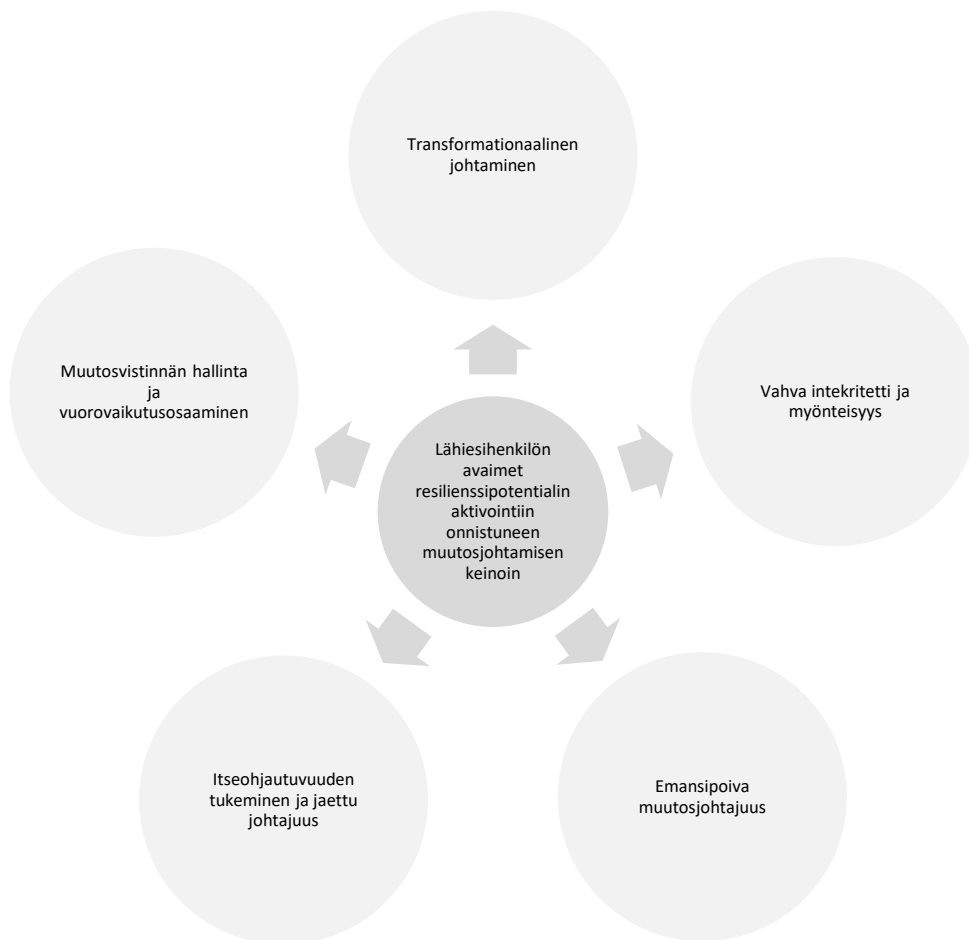 Transformationaalinen
johtaminen
Muutosvistinnän hallinta
ja
vuorovaikutusosaaminen
Vahva intekritetti ja
myönteisyys
Lähiesihenkilön
avaimet
resilienssipotentialin
aktivointiin
onnistuneen
muutosjohtamisen
keinoin
Itseohjautuvuuden
tukeminen ja jaettu
johtajuus
Emansipoiva
muutosjohtajuus